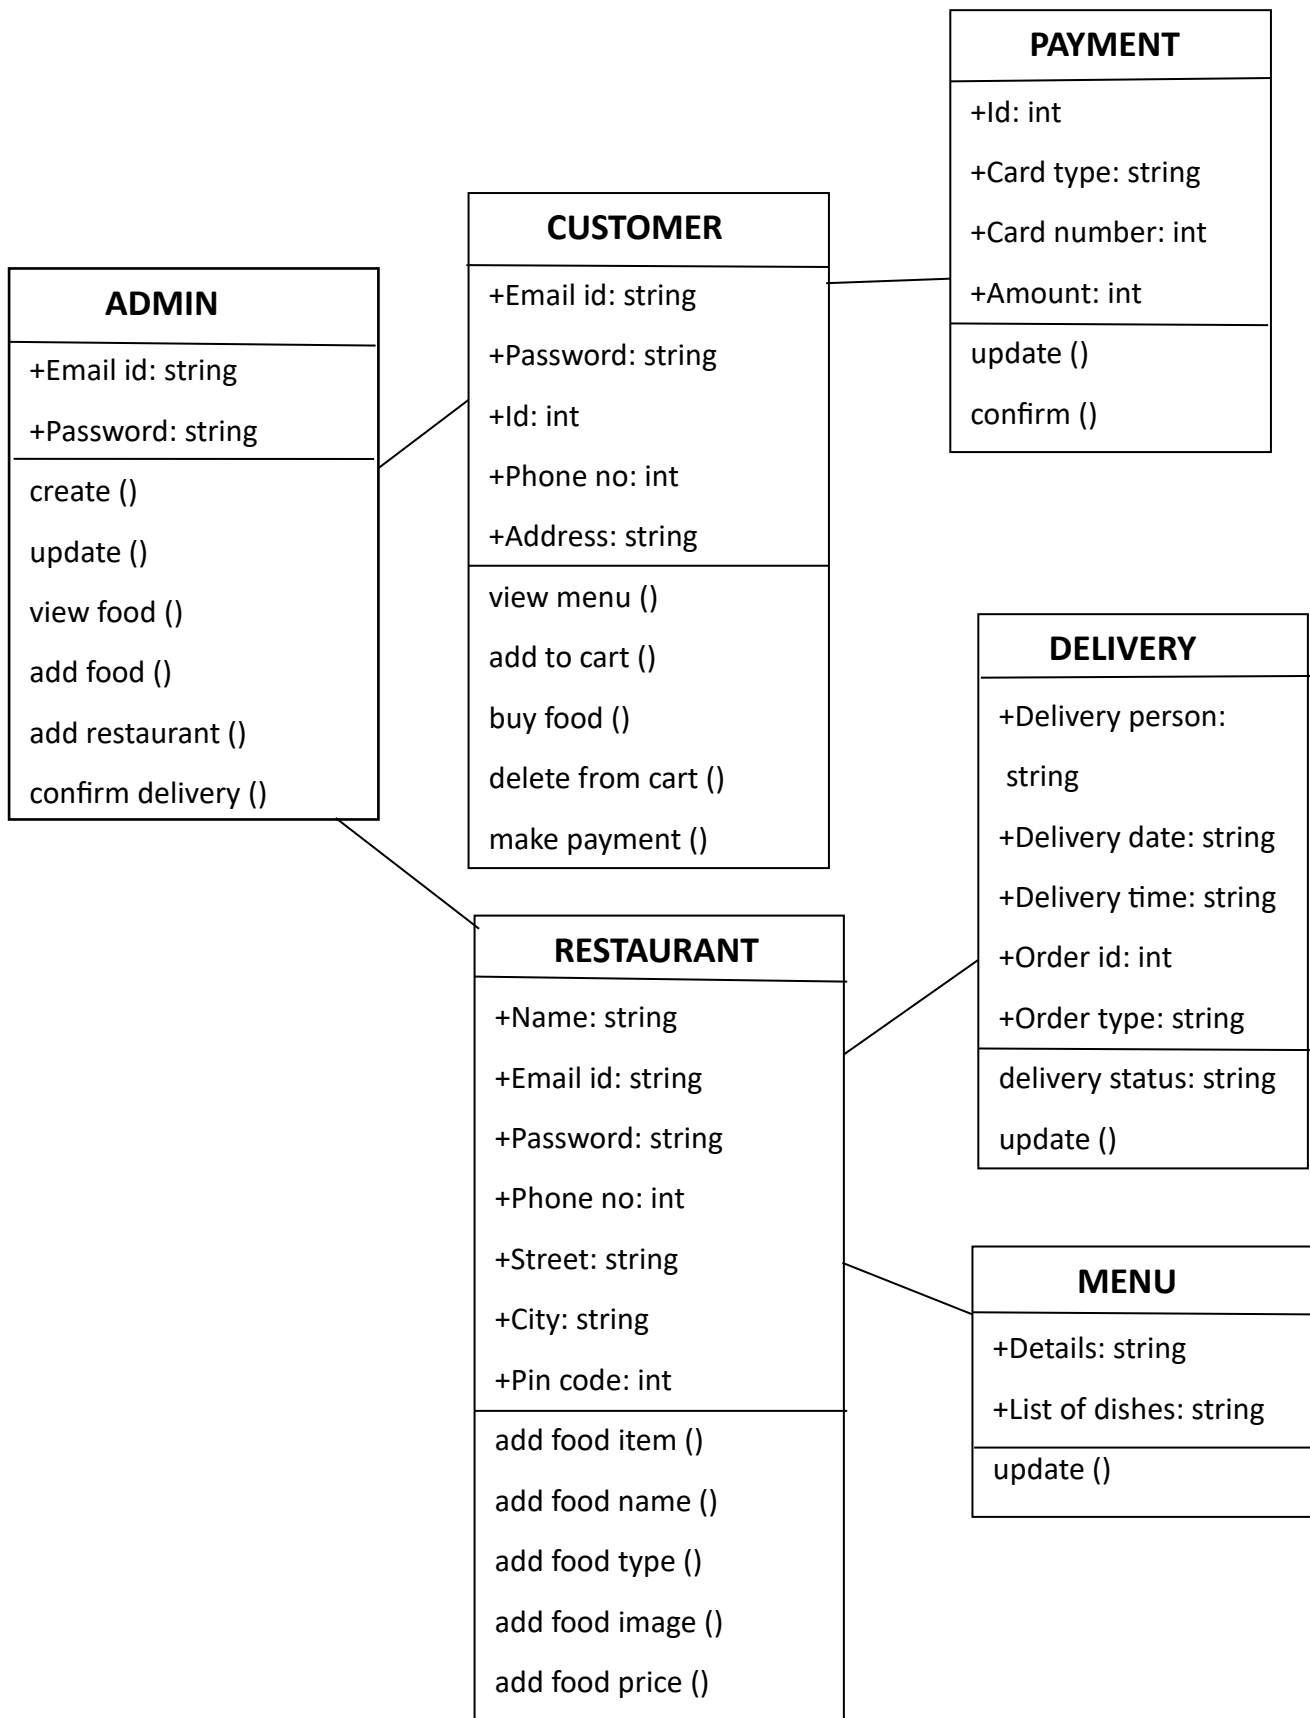 PAYMENT
+Id: int
+Card type: string
+Card number: int
+Amount: int
update ()
confirm ()
CUSTOMER
+Email id: string
+Password: string
+Id: int
+Phone no: int
+Address: string
view menu ()
add to cart ()
buy food ()
delete from cart ()
make payment ()
ADMIN
+Email id: string
+Password: string
create ()
update ()
view food ()
add food ()
add restaurant ()
confirm delivery ()
DELIVERY
+Delivery person:
string
+Delivery date: string
+Delivery time: string
+Order id: int
+Order type: string
delivery status: string
update ()
RESTAURANT
+Name: string
+Email id: string
+Password: string
+Phone no: int
+Street: string
+City: string
+Pin code: int
add food item ()
add food name ()
add food type ()
add food image ()
add food price ()
MENU
+Details: string
+List of dishes: string
update ()